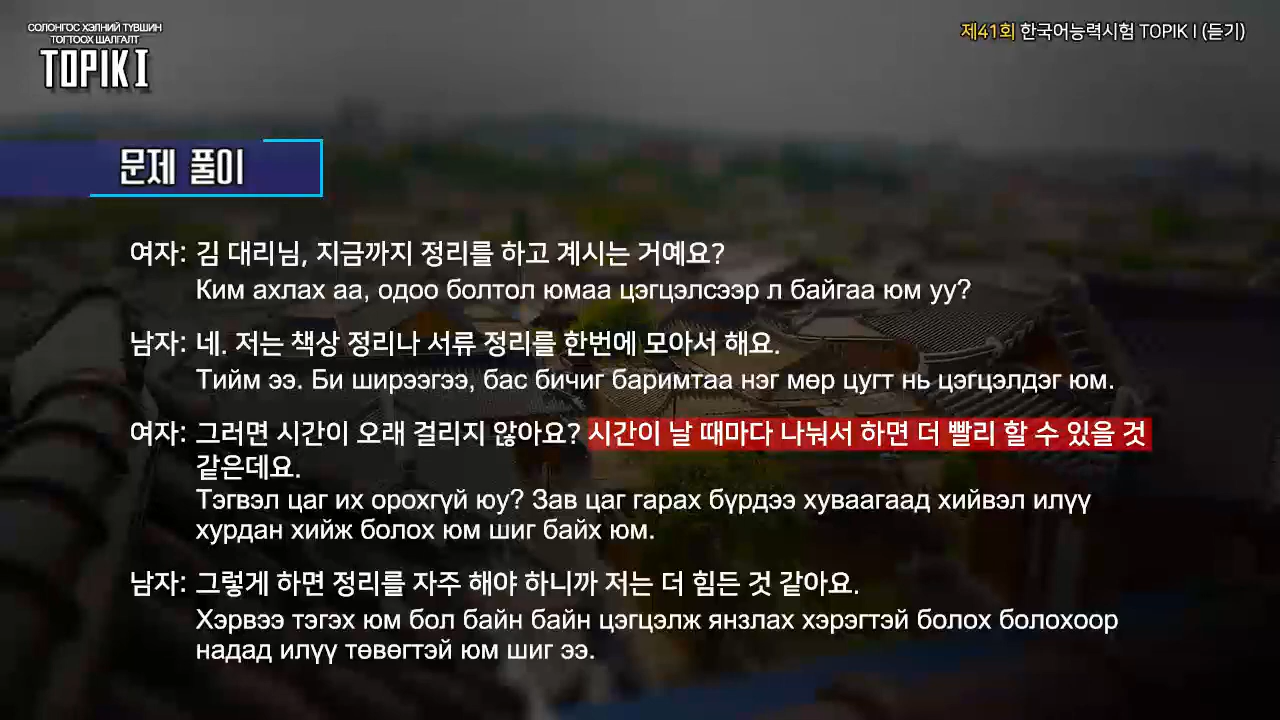 СОЛОНГОС ХЭЛНИЙ ТҮВШИН
ТОГТООХ ШАЛГАЛТ
TOPIK I
제41회 한국어능력시험 TOPIK I (듣기)
문제 풀이
여자: 김 대리님, 지금까지 정리를 하고 계시는 거예요?
Ким ахлах аа, одоо болтол юмаа цэгцэлсээр л байгаа юм уу?
남자: 네. 저는 책상 정리나 서류 정리를 한번에 모아서 해요.
Тийм ээ. Би ширээгээ, бас бичиг баримтаа нэг мөр цугт нь цэгцэлдэг юм.
여자: 그러면 시간이 오래 걸리지 않아요? 시간이 날 때마다 나눠서 하면 더 빨리 할 수 있을 것
같은데요.
Тэгвэл цаг их орохгүй юу? Зав цаг гарах бүрдээ хуваагаад хийвэл илүү
хурдан хийж болох юм шиг байх юм.
남자: 그렇게 하면 정리를 자주 해야 하니까 저는 더 힘든 것 같아요.
Хэрвээ тэгэх юм бол байн байн цэгцэлж янзлах хэрэгтэй болох болохоор
надад илүү төвөгтэй юм шиг ээ.